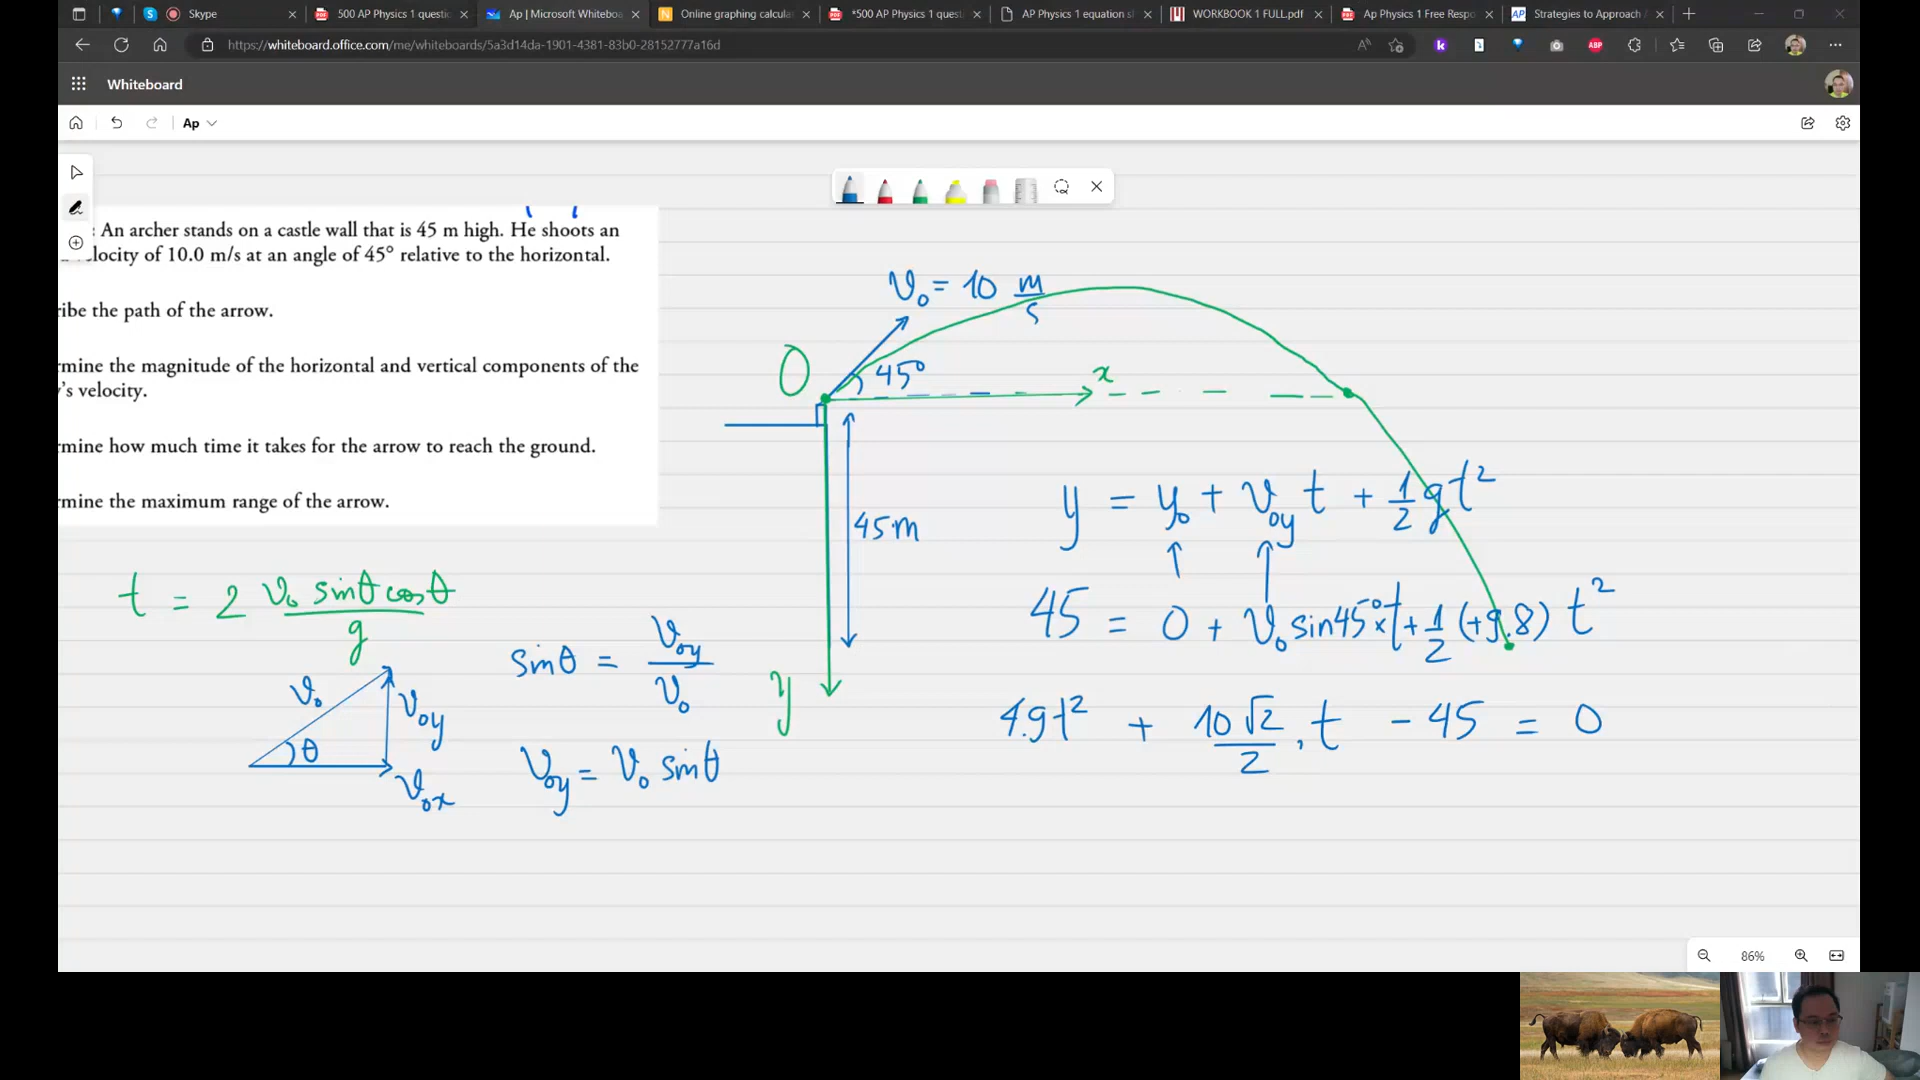 Skype
500 AP Physics 1 questi
Ap | Microsoft Whiteboa
Online graphing calcula
*500 AP Physics 1 quest
AP Physics 1 equation s
WORKBOOK 1 FULL.pdf
Ap Physics 1 Free Resp
Strategies to Approach
https://whiteboard.office.com/me/whiteboards/5a3d14da-1901-4381-83b0-28152777a16d
Whiteboard
Ap
: An archer stands on a castle wall that is 45 m high. He shoots an
locity of 10.0 m/s at an angle of 45° relative to the horizontal.
ribe the path of the arrow.
rmine the magnitude of the horizontal and vertical components of the
y's velocity.
rmine how much time it takes for the arrow to reach the ground.
rmine the maximum range of the arrow.
v₀ = 10 m/s
O
45°
x
45m
y
y = y₀ + v₀y t + 1/2 gt²
45 = 0 + v₀ sin45° × t + 1/2 (+9.8) t²
4.9t² + 10√2/2 . t - 45 = 0
t = 2 v₀ sinθ cosθ / g
v₀
v₀y
θ
v₀x
sinθ = v₀y / v₀
v₀y = v₀ sinθ
86%